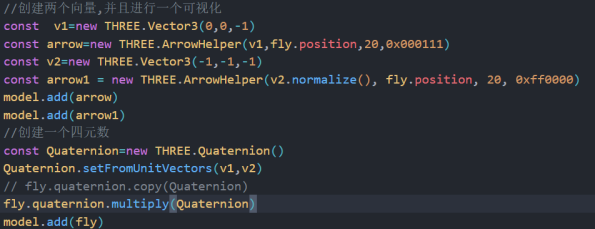 //创建两个向量,并且进行一个可视化
const  v1=new THREE.Vector3(0,0,-1)
const arrow=new THREE.ArrowHelper(v1,fly.position,20,0x000111)
const v2=new THREE.Vector3(-1,-1,-1)
const arrow1 = new THREE.ArrowHelper(v2.normalize(), fly.position, 20, 0xff0000)
model.add(arrow)
model.add(arrow1)
//创建一个四元数
const Quaternion=new THREE.Quaternion()
Quaternion.setFromUnitVectors(v1,v2)
// fly.quaternion.copy(Quaternion)
fly.quaternion.multiply(Quaternion)
model.add(fly)